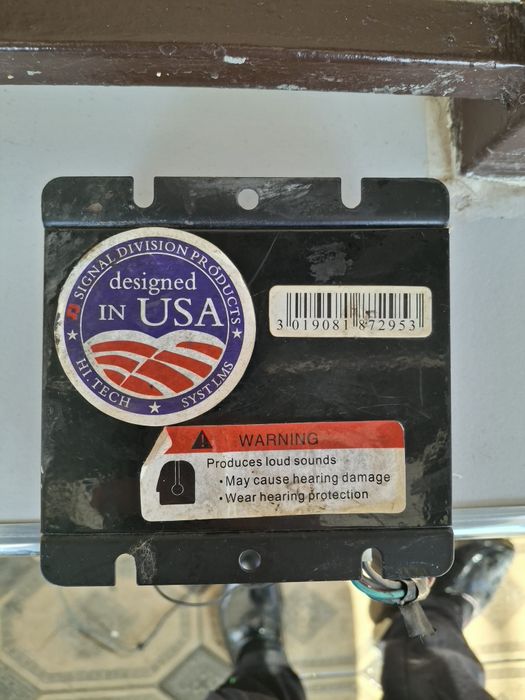 SIGNAL DIVISION PRODUCTS
designed
IN USA
HI.TECH
SYSTEMS
3 019081 872953
WARNING
Produces loud sounds
• May cause hearing damage
• Wear hearing protection